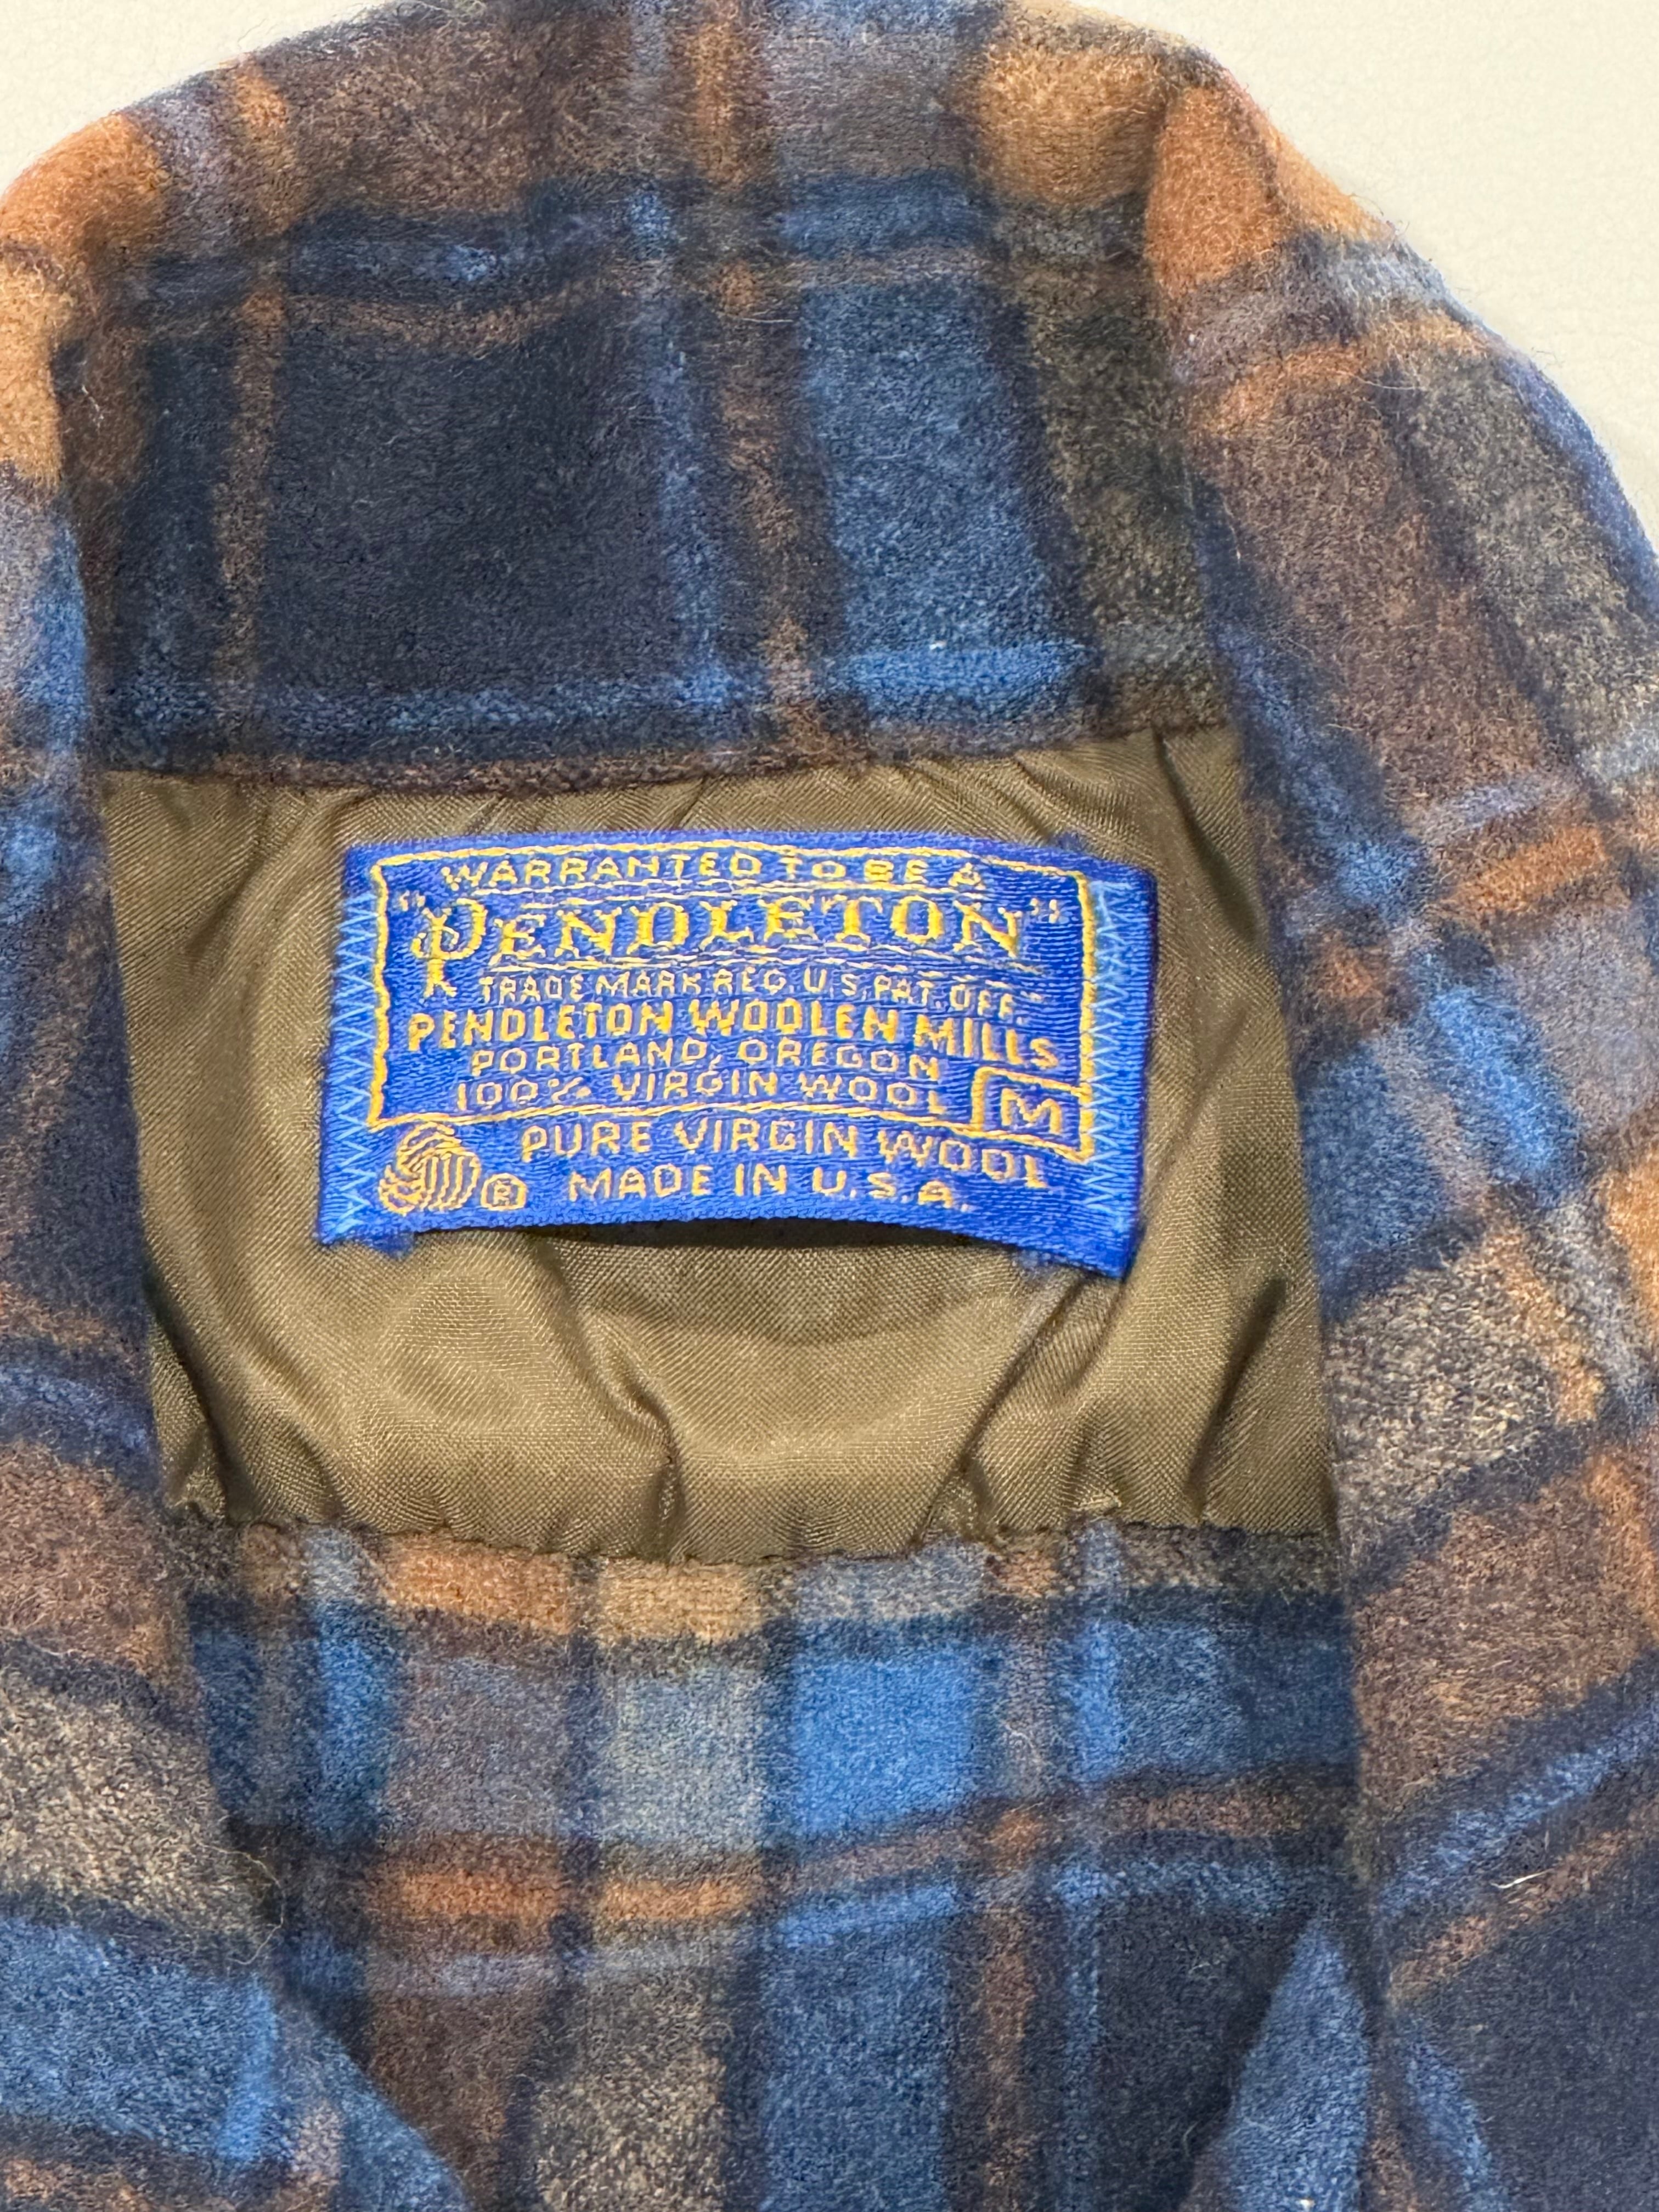 WARRANTED TO BE A
"PENDLETON"
TRADE MARK REG. U.S. PAT. OFF.
PENDLETON WOOLEN MILLS
PORTLAND, OREGON
100% VIRGIN WOOL
M
PURE VIRGIN WOOL
® MADE IN U.S.A.